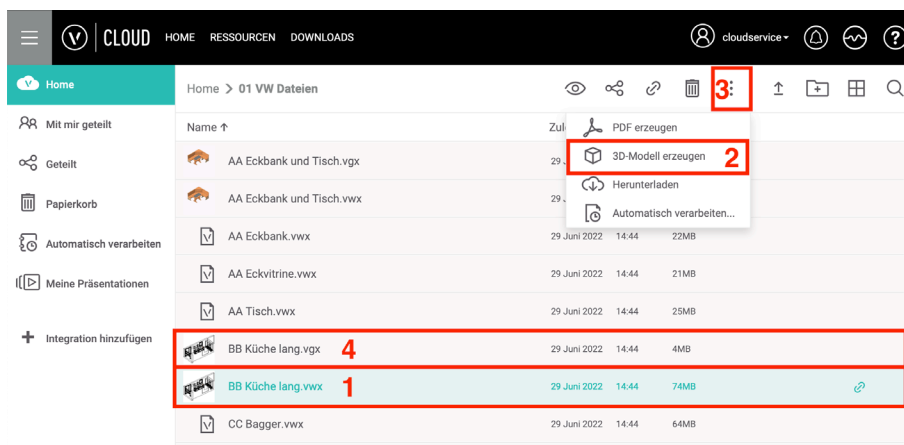 CLOUD HOME RESSOURCEN DOWNLOADS cloudservice
Home
Mit mir geteilt
Geteilt
Papierkorb
Automatisch verarbeiten
Meine Präsentationen
Integration hinzufügen
Home > 01 VW Dateien 3
Name ↑
PDF erzeugen
3D-Modell erzeugen 2
Herunterladen
Automatisch verarbeiten...
AA Eckbank und Tisch.vgx
AA Eckbank und Tisch.vwx
AA Eckbank.vwx 29 Juni 2022 14:44 22MB
AA Eckvitrine.vwx 29 Juni 2022 14:44 21MB
AA Tisch.vwx 29 Juni 2022 14:44 25MB
BB Küche lang.vgx 4 29 Juni 2022 14:44 4MB
BB Küche lang.vwx 1 29 Juni 2022 14:44 74MB
CC Bagger.vwx 29 Juni 2022 14:44 64MB